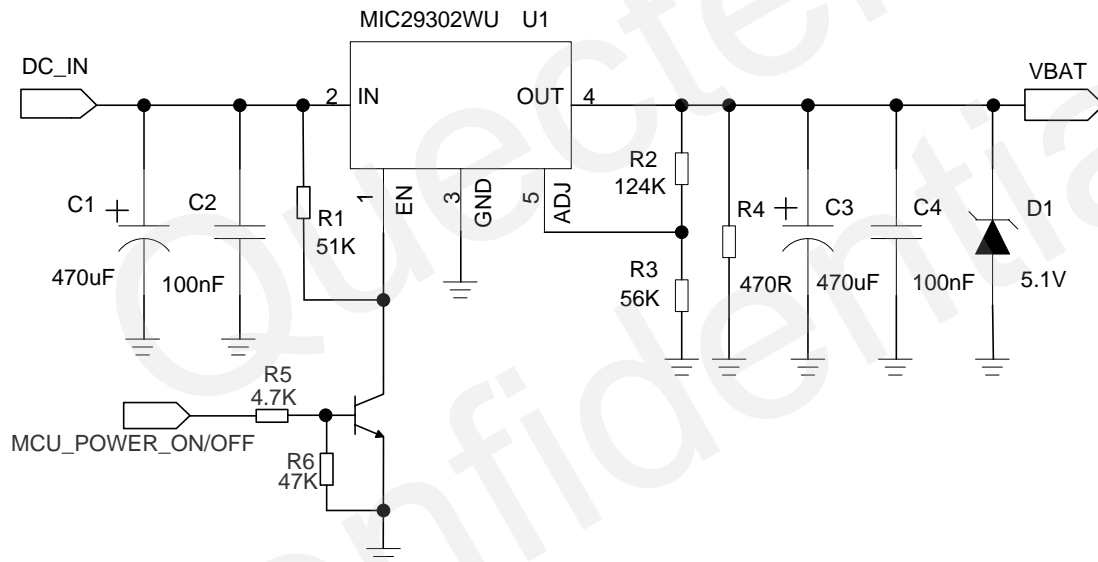 MIC29302WU U1
DC_IN
VBAT
2 IN
OUT 4
1
EN
3
GND
5
ADJ
C1 +
470uF
C2
100nF
R1
51K
R2
124K
R3
56K
R4
470R
+ C3
470uF
C4
100nF
D1
5.1V
R5
4.7K
MCU_POWER_ON/OFF
R6
47K
Quecte
onfidentia